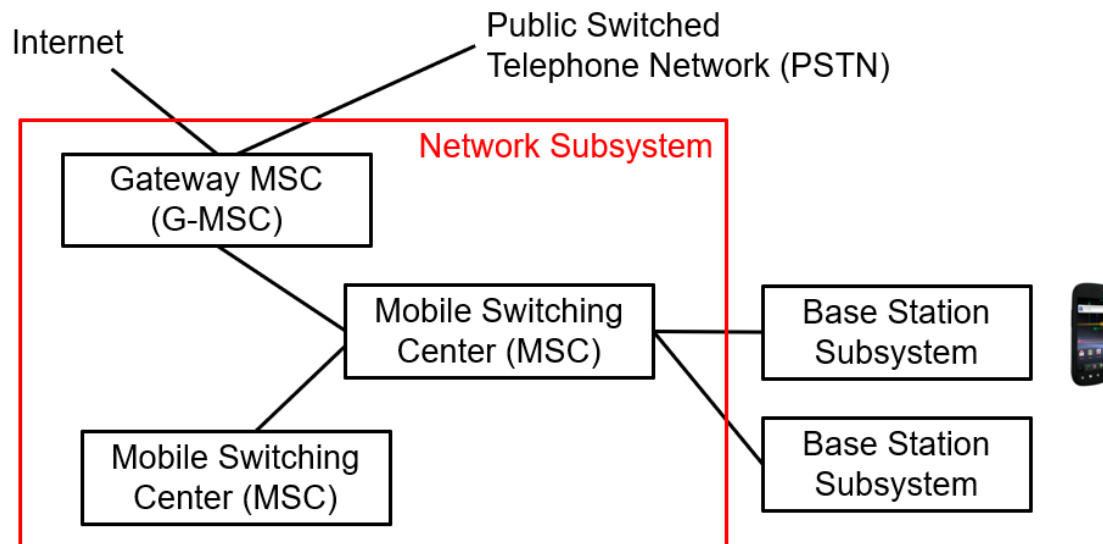 Internet
Public Switched
Telephone Network (PSTN)
Network Subsystem
Gateway MSC
(G-MSC)
Mobile Switching
Center (MSC)
Base Station
Subsystem
Mobile Switching
Center (MSC)
Base Station
Subsystem